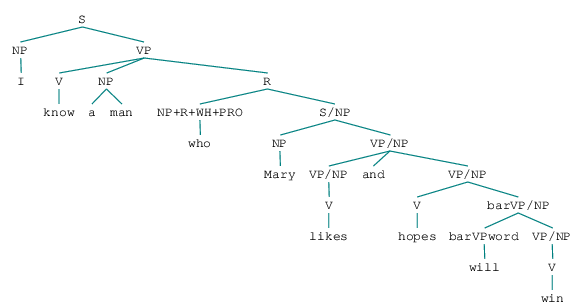 S
NP VP
I V NP R
know a man NP+R+WH+PRO S/NP
who NP VP/NP
Mary VP/NP and VP/NP
V V barVP/NP
likes hopes barVPword VP/NP
will V
win